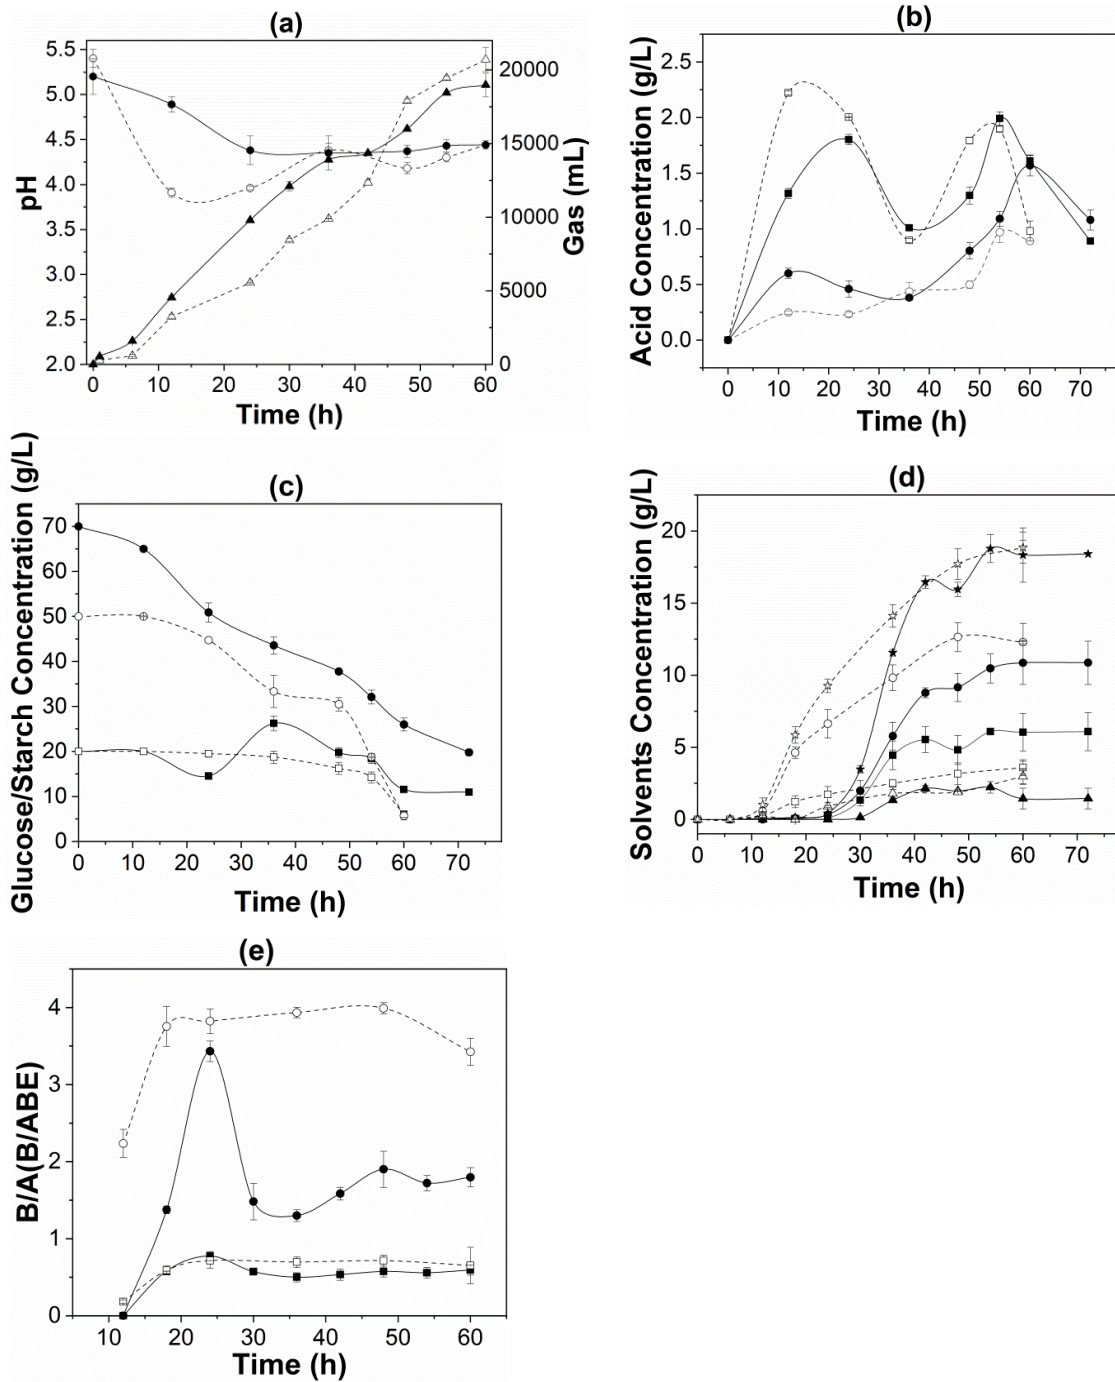 (a)
5.5
5.0
4.5
4.0
3.5
3.0
2.5
2.0
pH
20000
15000
10000
5000
0
Gas (mL)
0 10 20 30 40 50 60
Time (h)
(b)
2.5
2.0
1.5
1.0
0.5
0.0
Acid Concentration (g/L)
0 10 20 30 40 50 60 70
Time (h)
(c)
70
60
50
40
30
20
10
0
Glucose/Starch Concentration (g/L)
0 10 20 30 40 50 60 70
Time (h)
(d)
20
15
10
5
0
Solvents Concentration (g/L)
0 10 20 30 40 50 60 70
Time (h)
(e)
4
3
2
1
0
B/A(B/ABE)
10 20 30 40 50 60
Time (h)